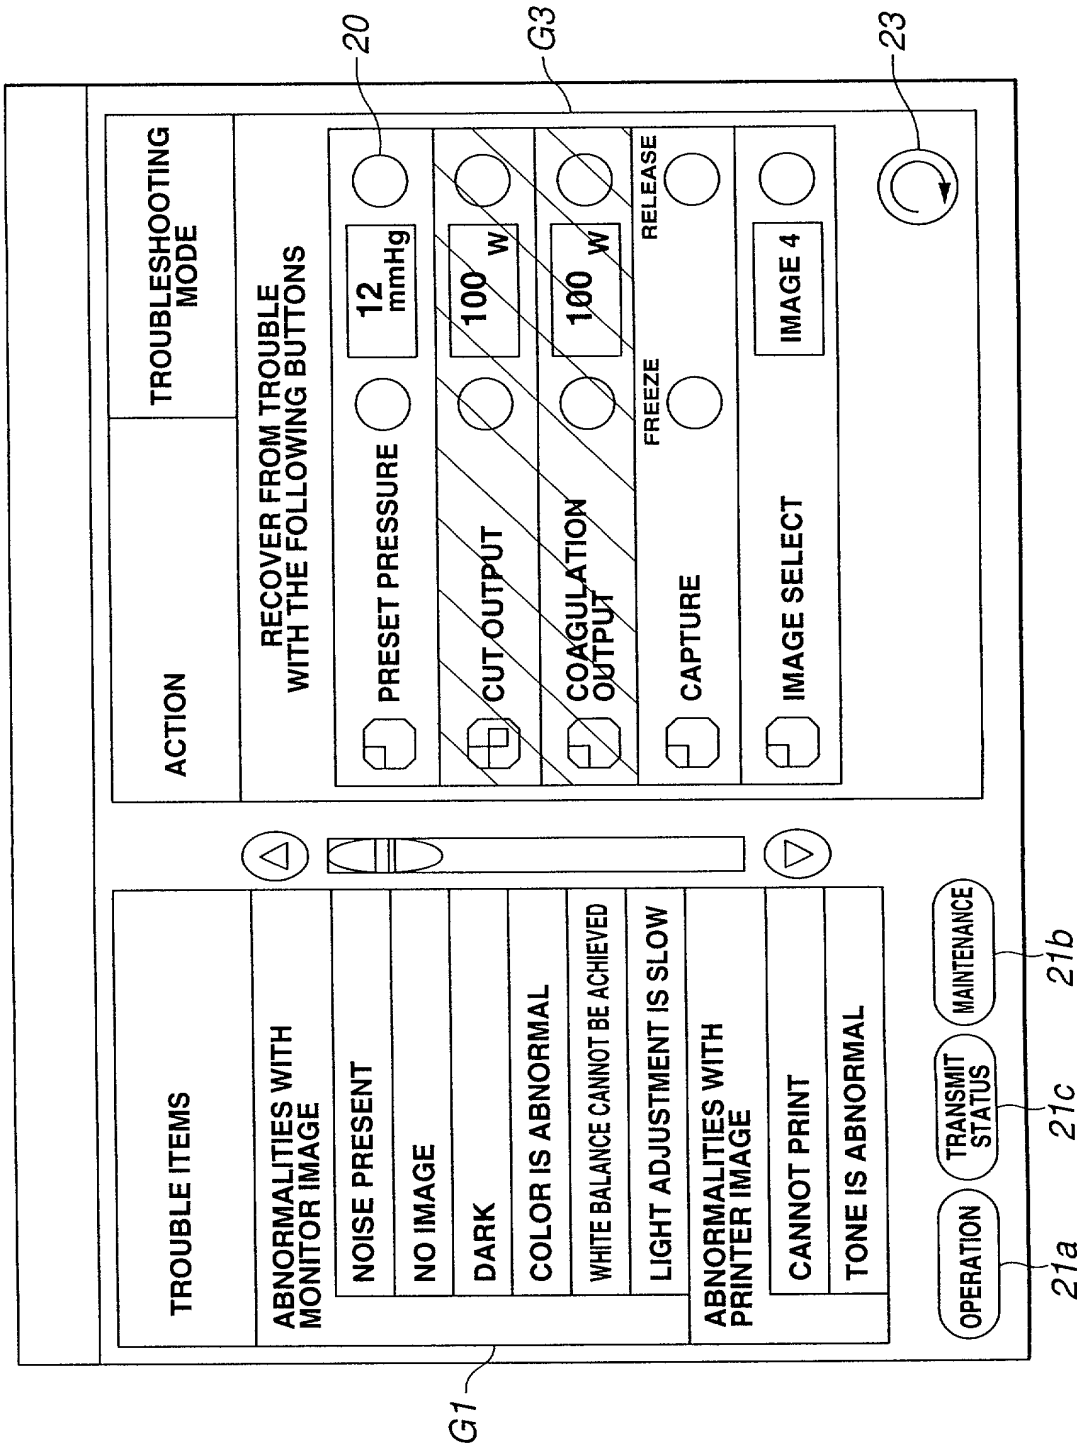 TROUBLE ITEMS
ABNORMALITIES WITH
MONITOR IMAGE
NOISE PRESENT
NO IMAGE
DARK
COLOR IS ABNORMAL
WHITE BALANCE CANNOT BE ACHIEVED
LIGHT ADJUSTMENT IS SLOW
ABNORMALITIES WITH
PRINTER IMAGE
CANNOT PRINT
TONE IS ABNORMAL
G1
ACTION
TROUBLESHOOTING
MODE
RECOVER FROM TROUBLE
WITH THE FOLLOWING BUTTONS
PRESET PRESSURE
12
mmHg
20
CUT OUTPUT
100
W
COAGULATION
OUTPUT
100
W
G3
FREEZE
RELEASE
CAPTURE
IMAGE SELECT
IMAGE 4
23
OPERATION
TRANSMIT
STATUS
MAINTENANCE
21a
21c
21b